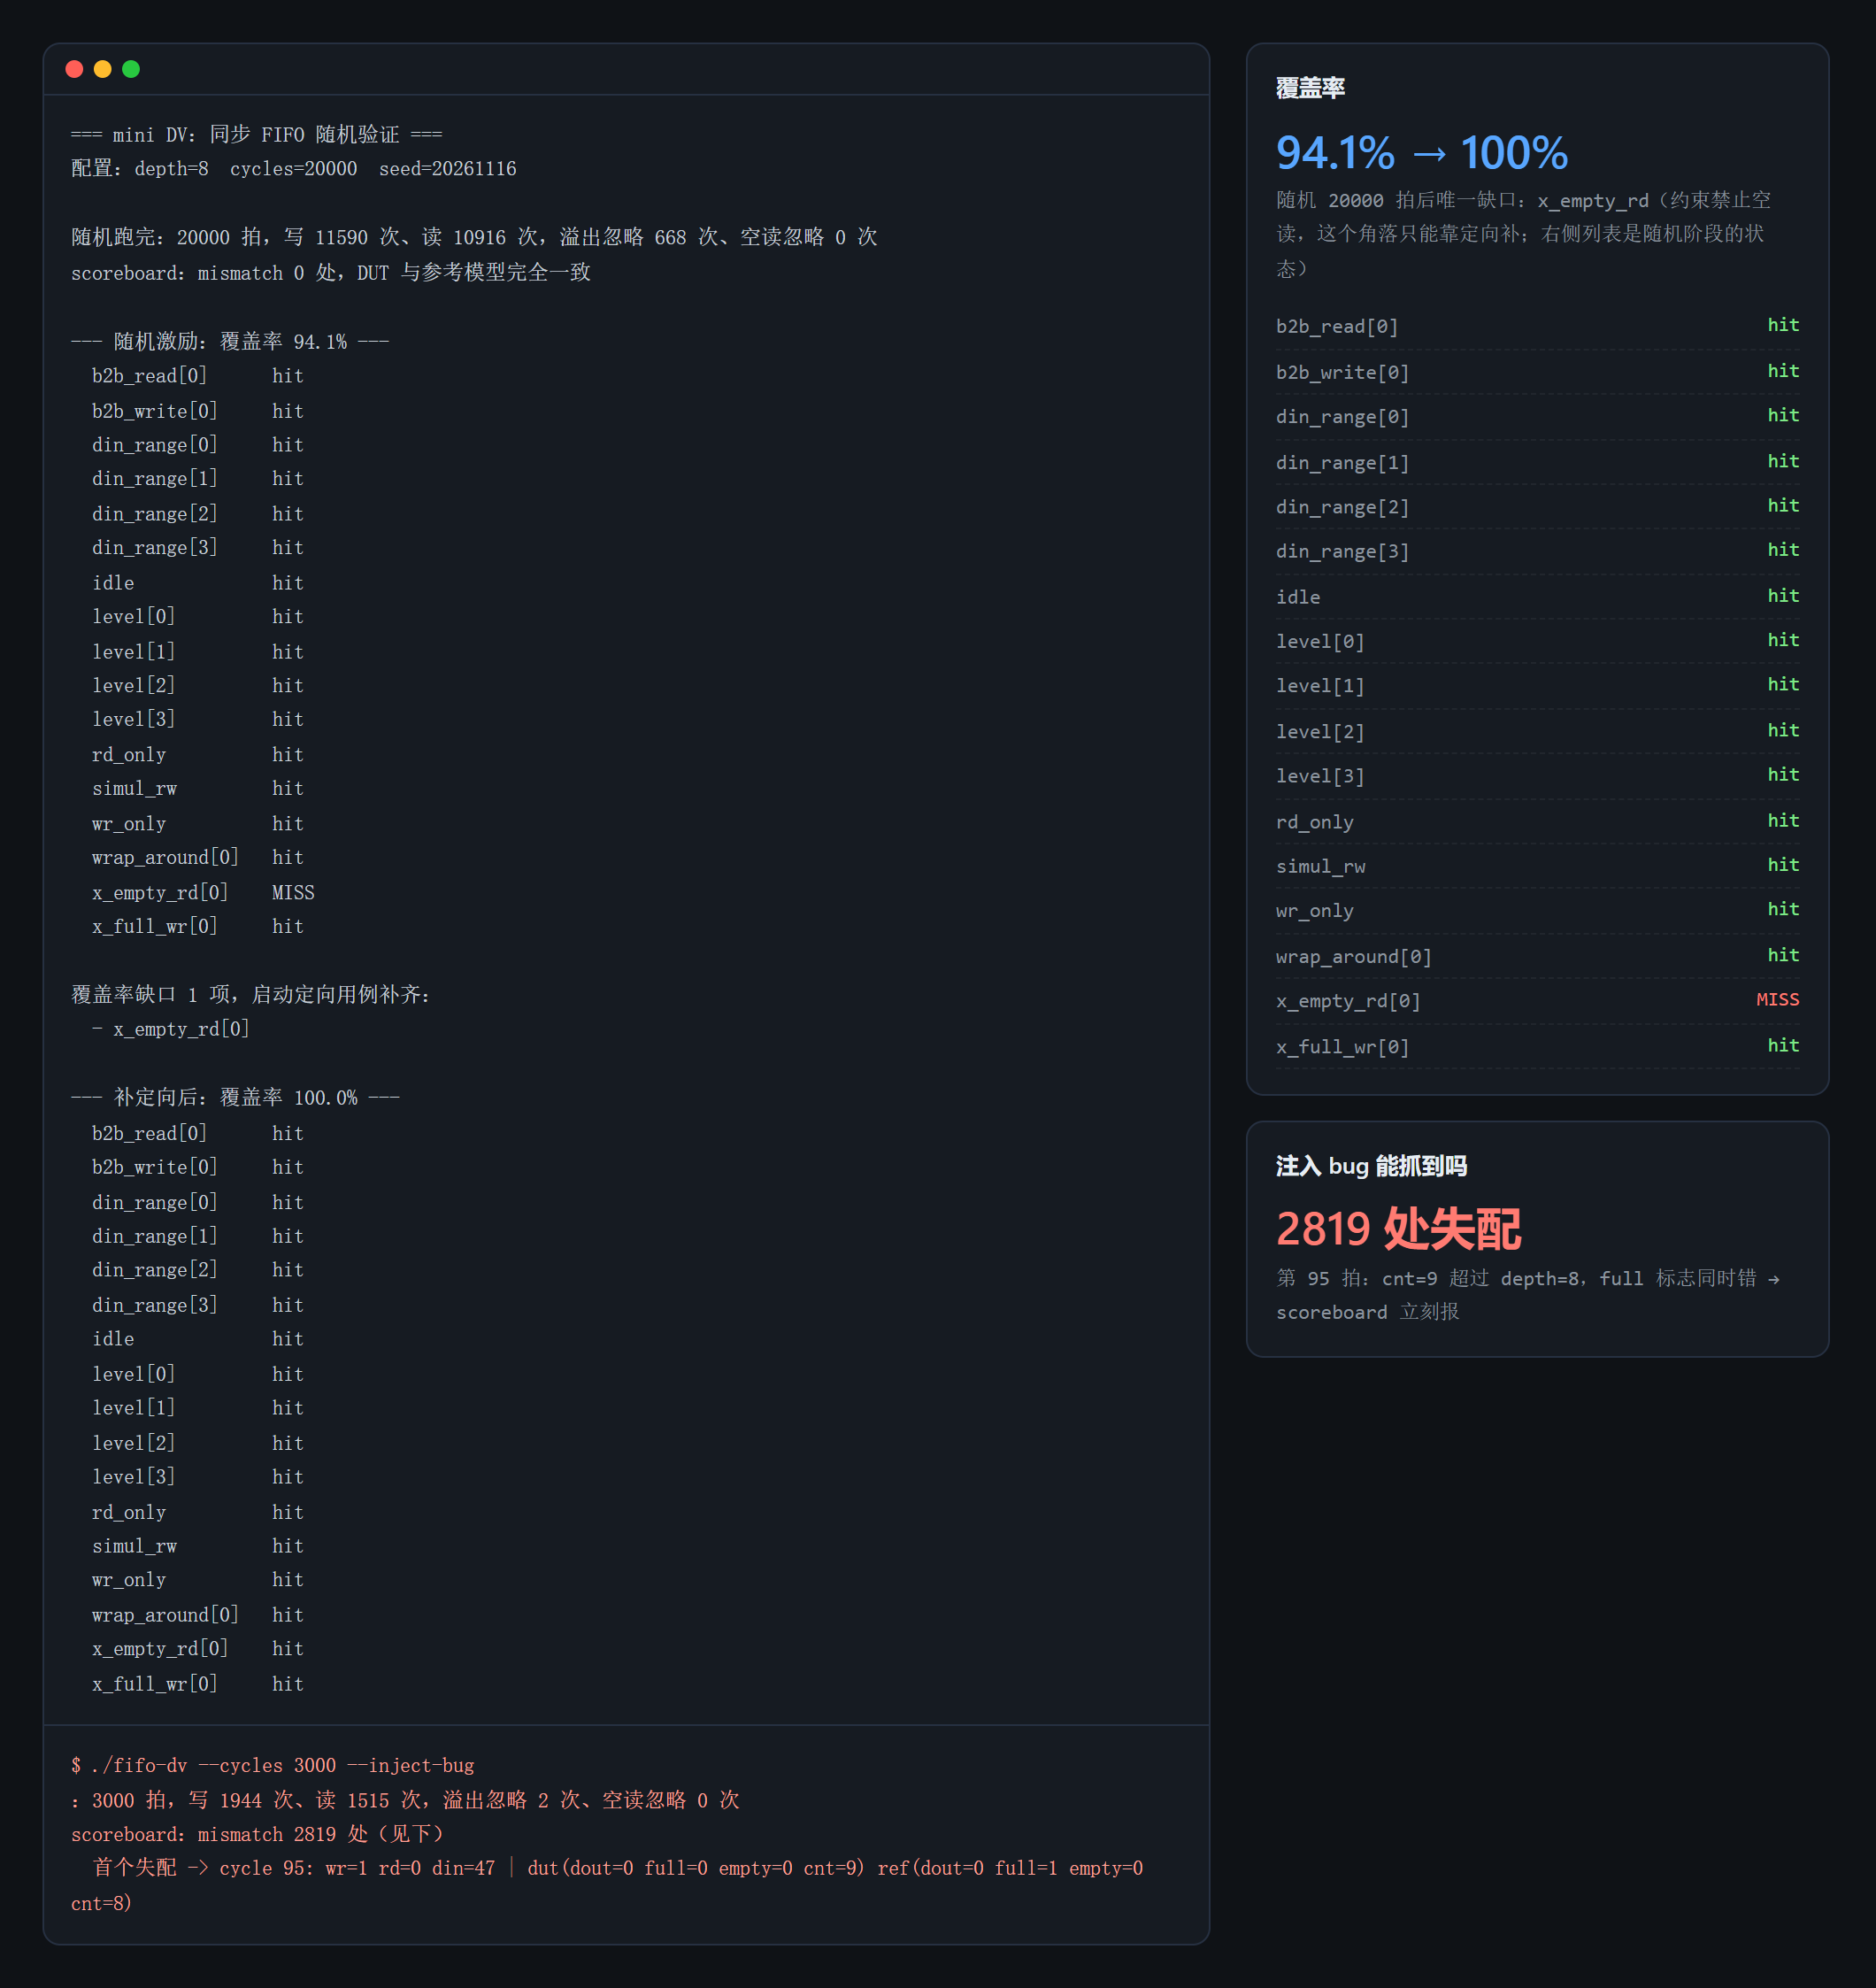 === mini DV: 同步 FIFO 随机验证 ===
配置: depth=8  cycles=20000  seed=20261116
随机跑完: 20000 拍, 写 11590 次、读 10916 次, 溢出忽略 668 次、空读忽略 0 次
scoreboard: mismatch 0 处, DUT 与参考模型完全一致
--- 随机激励: 覆盖率 94.1% ---
b2b_read[0] hit
b2b_write[0] hit
din_range[0] hit
din_range[1] hit
din_range[2] hit
din_range[3] hit
idle hit
level[0] hit
level[1] hit
level[2] hit
level[3] hit
rd_only hit
simul_rw hit
wr_only hit
wrap_around[0] hit
x_empty_rd[0] MISS
x_full_wr[0] hit
覆盖率缺口 1 项, 启动定向用例补齐:
- x_empty_rd[0]
--- 补定向后: 覆盖率 100.0% ---
b2b_read[0] hit
b2b_write[0] hit
din_range[0] hit
din_range[1] hit
din_range[2] hit
din_range[3] hit
idle hit
level[0] hit
level[1] hit
level[2] hit
level[3] hit
rd_only hit
simul_rw hit
wr_only hit
wrap_around[0] hit
x_empty_rd[0] hit
x_full_wr[0] hit
$ ./fifo-dv --cycles 3000 --inject-bug
: 3000 拍, 写 1944 次、读 1515 次, 溢出忽略 2 次、空读忽略 0 次
scoreboard: mismatch 2819 处（见下）
首个失配 -> cycle 95: wr=1 rd=0 din=47 | dut(dout=0 full=0 empty=0 cnt=9) ref(dout=0 full=1 empty=0
cnt=8)
覆盖率
94.1% → 100%
随机 20000 拍后唯一缺口: x_empty_rd（约束禁止空
读, 这个角落只能靠定向补; 右侧列表是随机阶段的状
态）
b2b_read[0] hit
b2b_write[0] hit
din_range[0] hit
din_range[1] hit
din_range[2] hit
din_range[3] hit
idle hit
level[0] hit
level[1] hit
level[2] hit
level[3] hit
rd_only hit
simul_rw hit
wr_only hit
wrap_around[0] hit
x_empty_rd[0] MISS
x_full_wr[0] hit
注入 bug 能抓到吗
2819 处失配
第 95 拍: cnt=9 超过 depth=8, full 标志同时错 →
scoreboard 立刻报